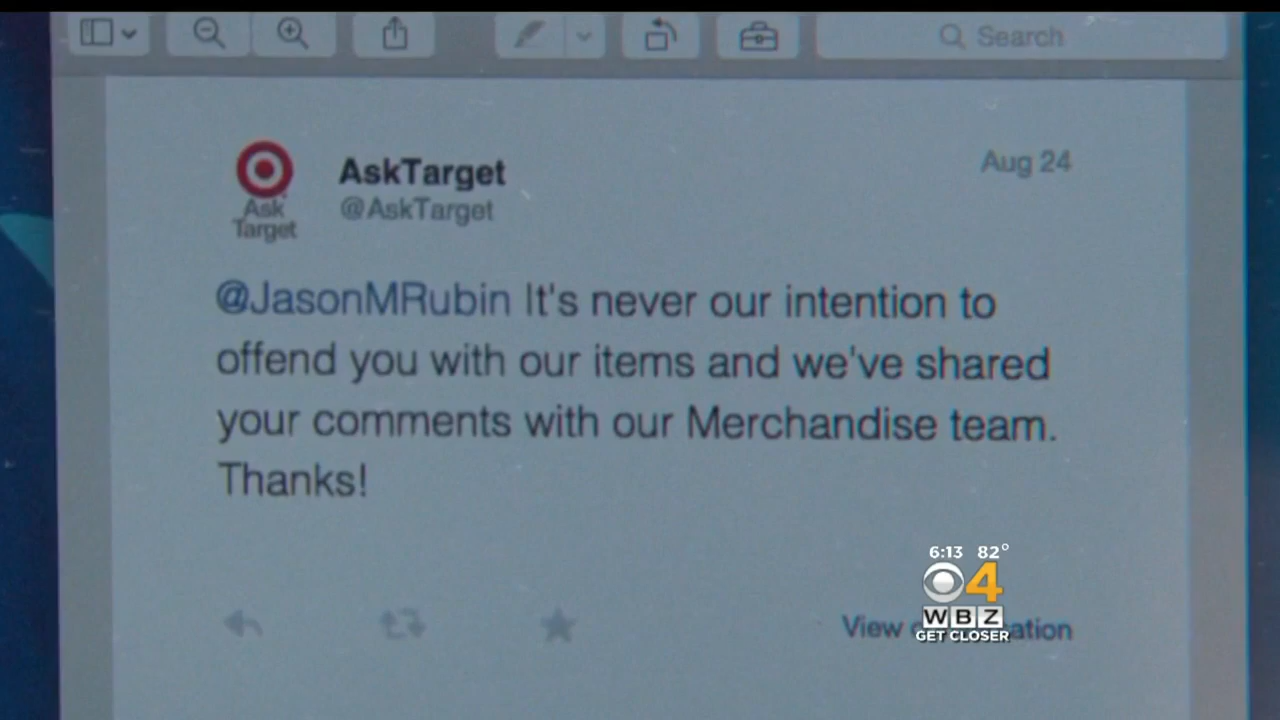 Search
AskTarget
Aug 24
@AskTarget
Ask
Target
@JasonMRubin It's never our intention to
offend you with our items and we've shared
your comments with our Merchandise team.
Thanks!
6:13 82°
4
WBZ
GET CLOSER
View